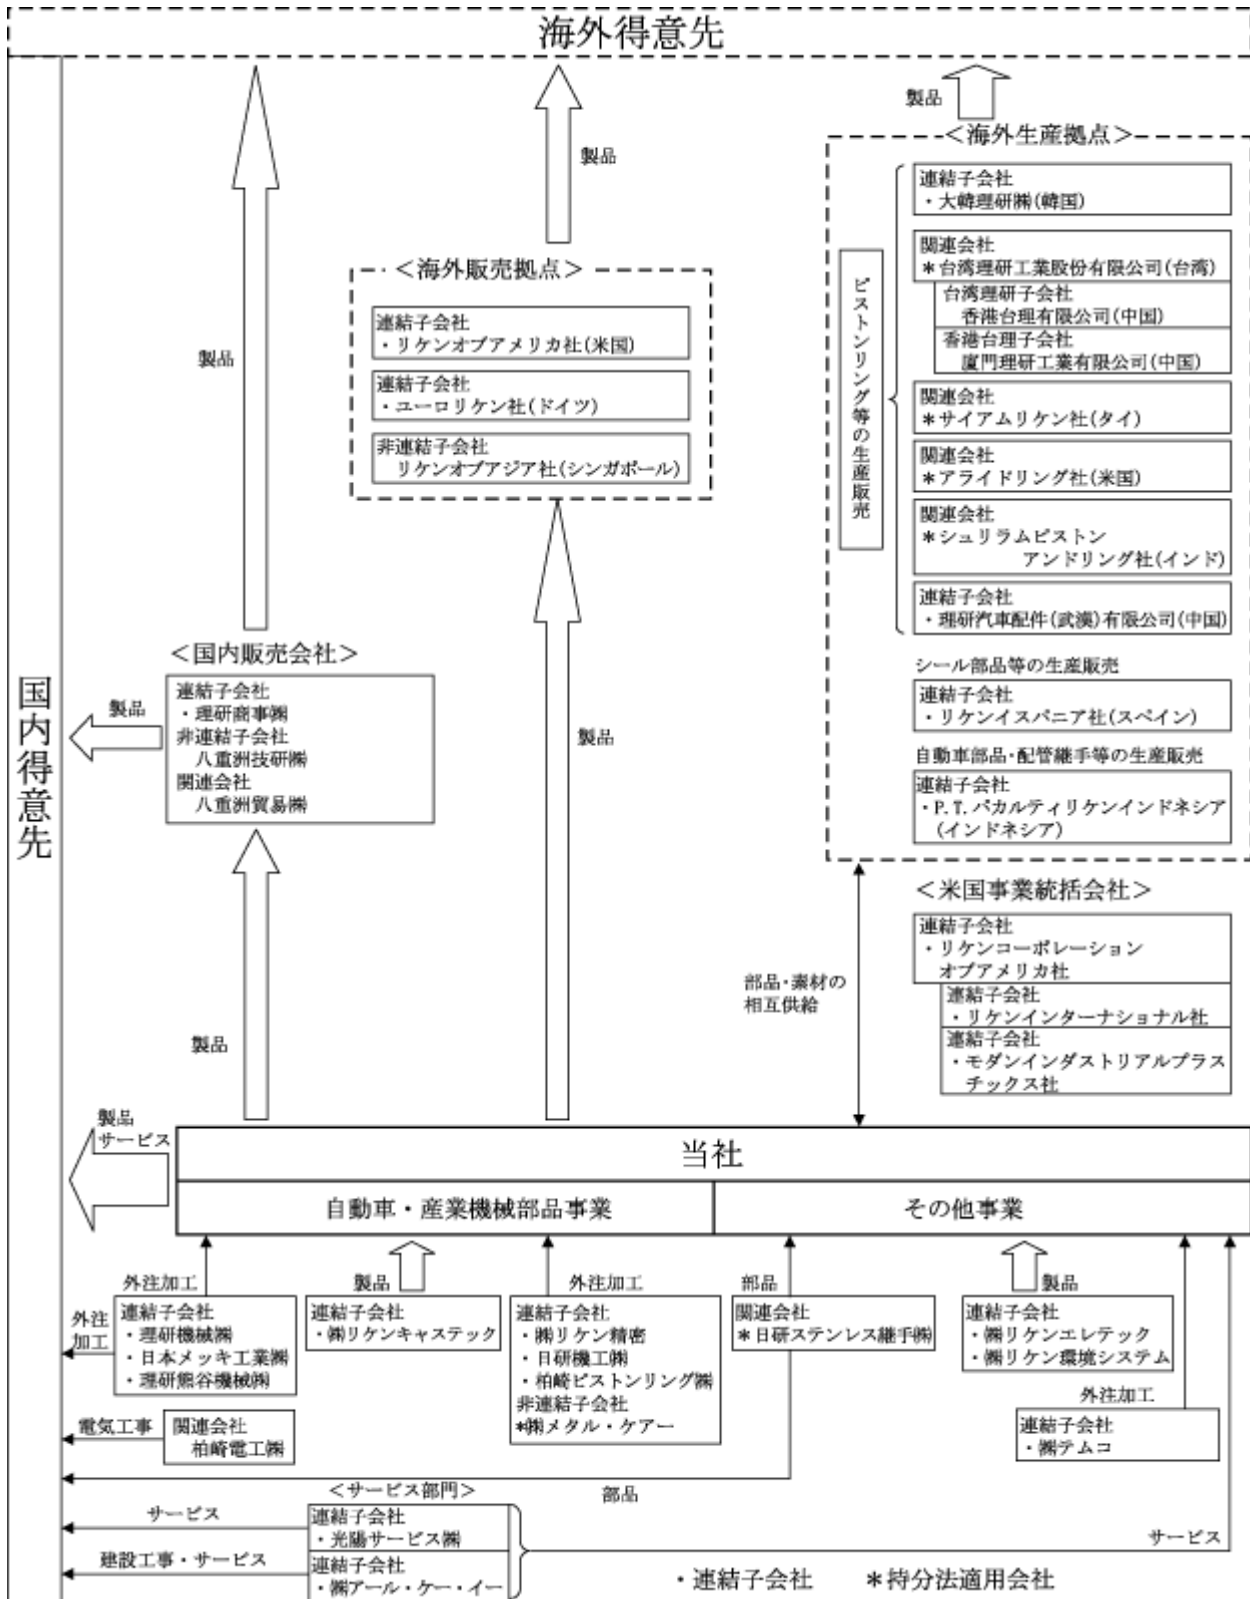 海外得意先
製品
＜海外生産拠点＞
連結子会社
・大韓理研㈱(韓国)
関連会社
＊台湾理研工業股份有限公司(台湾)
台湾理研子会社
香港台理有限公司(中国)
香港台理子会社
廈門理研工業有限公司(中国)
関連会社
＊サイアムリケン社(タイ)
関連会社
＊アライドリング社(米国)
関連会社
＊シュリラムピストン
アンドリング社(インド)
連結子会社
・理研汽車配件(武漢)有限公司(中国)
ピストンリング等の生産販売
シール部品等の生産販売
連結子会社
・リケンイスパニア社(スペイン)
自動車部品・配管継手等の生産販売
連結子会社
・P.T.パカルティリケンインドネシア
(インドネシア)
製品
＜海外販売拠点＞
連結子会社
・リケンオブアメリカ社(米国)
連結子会社
・ユーロリケン社(ドイツ)
非連結子会社
リケンオブアジア社(シンガポール)
製品
製品
＜国内販売会社＞
連結子会社
・理研商事㈱
非連結子会社
八重洲技研㈱
関連会社
八重洲貿易㈱
製品
国内得意先
製品
＜米国事業統括会社＞
連結子会社
・リケンコーポレーション
オブアメリカ社
連結子会社
・リケンインターナショナル社
連結子会社
・モダンインダストリアルプラス
チックス社
部品・素材の
相互供給
製品
サービス
当社
自動車・産業機械部品事業
その他事業
外注加工
製品
外注加工
部品
製品
外注
加工
連結子会社
・理研機械㈱
・日本メッキ工業㈱
・理研熊谷機械㈱
連結子会社
・㈱リケンキャステック
連結子会社
・㈱リケン精密
・日研機工㈱
・柏崎ピストンリング㈱
非連結子会社
＊㈱メタル・ケアー
関連会社
＊日研ステンレス継手㈱
連結子会社
・㈱リケンエレテック
・㈱リケン環境システム
外注加工
連結子会社
・㈱テムコ
電気工事
関連会社
柏崎電工㈱
部品
＜サービス部門＞
サービス
連結子会社
・光陽サービス㈱
建設工事・サービス
連結子会社
・㈱アール・ケー・イー
サービス
・連結子会社
＊持分法適用会社